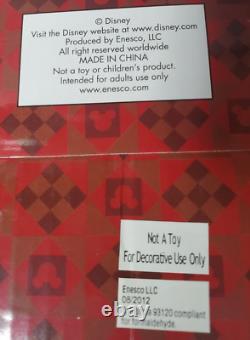 © Disney
Visit the Disney website at www.disney.com
Produced by Enesco, LLC
All right reserved worldwide
MADE IN CHINA
Not a toy or children's product.
Intended for adults use only
enesco.com
Not A Toy
For Decorative Use Only
Enesco LLC
08/2012
93120 compliant
for formaldehyde.